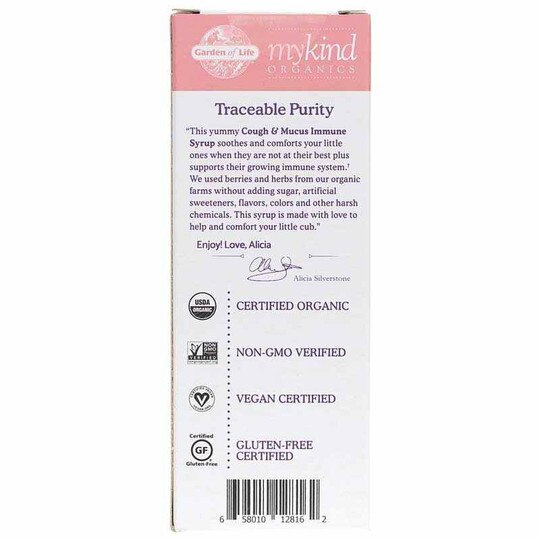 Garden of Life
mykind
ORGANICS
Traceable Purity
“This yummy Cough & Mucus Immune
Syrup soothes and comforts your little
ones when they are not at their best plus
supports their growing immune system.†
We used berries and herbs from our organic
farms without adding sugar, artificial
sweeteners, flavors, colors and other harsh
chemicals. This syrup is made with love to
help and comfort your little cub.”
Enjoy! Love, Alicia
Alicia Silverstone
USDA
ORGANIC
CERTIFIED ORGANIC
NON
GMO
VERIFIED
NON-GMO VERIFIED
VEGAN CERTIFIED
Certified
GF
Gluten-Free
GLUTEN-FREE
CERTIFIED
6 58010 12816 2